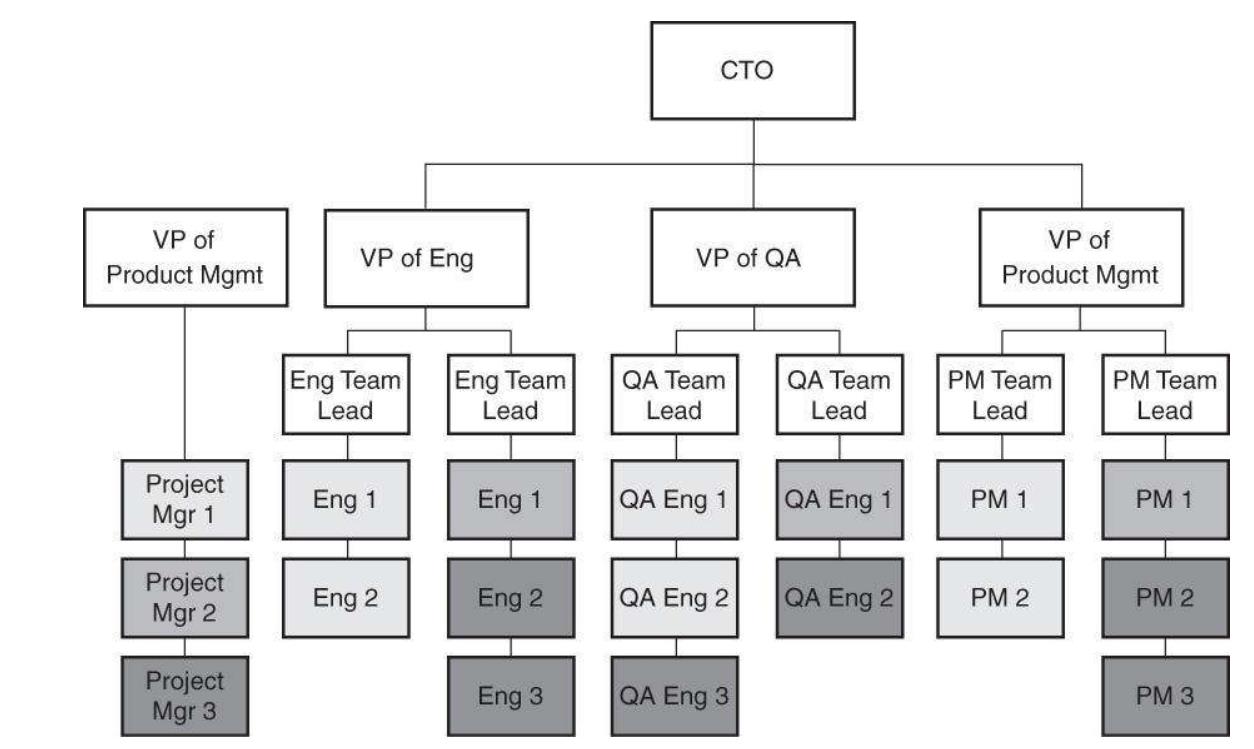 CTO
VP of
Product Mgmt
VP of Eng
VP of QA
VP of
Product Mgmt
Eng Team
Lead
Eng Team
Lead
QA Team
Lead
QA Team
Lead
PM Team
Lead
PM Team
Lead
Project
Mgr 1
Eng 1
Eng 1
QA Eng 1
QA Eng 1
PM 1
PM 1
Project
Mgr 2
Eng 2
Eng 2
QA Eng 2
QA Eng 2
PM 2
PM 2
Project
Mgr 3
Eng 3
QA Eng 3
PM 3